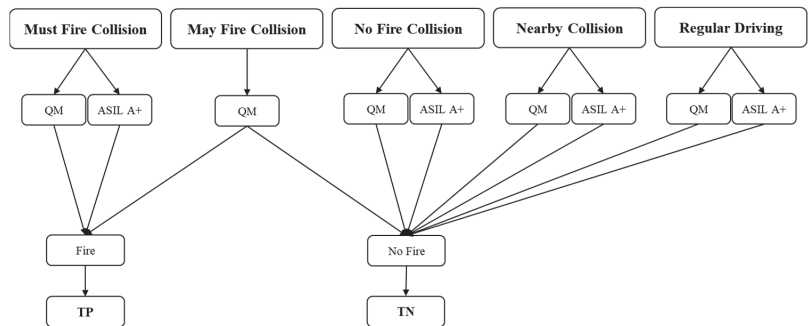 Must Fire Collision
May Fire Collision
No Fire Collision
Nearby Collision
Regular Driving
QM
ASIL A+
QM
QM
ASIL A+
QM
ASIL A+
QM
ASIL A+
Fire
No Fire
TP
TN